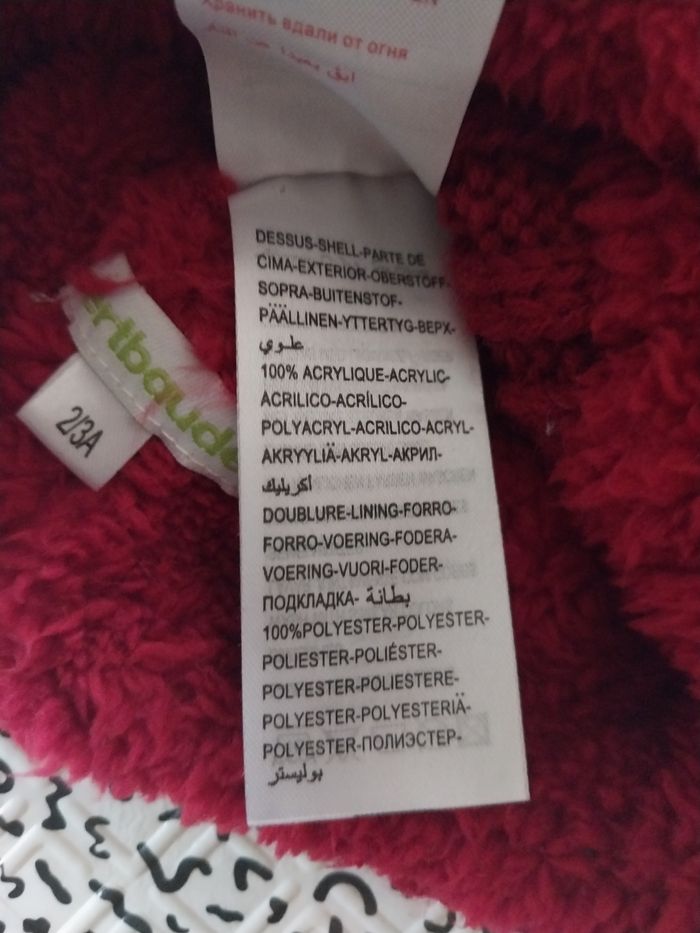 Хранить вдали от огня
DESSUS-SHELL-PARTE DE
CIMA-EXTERIOR-OBERSTOFF-
SOPRA-BUITENSTOF-
PÄÄLLINEN-YTTERTYG-ВЕРХ-
علوي
100% ACRYLIQUE-ACRYLIC-
ACRILICO-ACRÍLICO-
POLYACRYL-ACRILICO-ACRYL-
AKRYYLIÄ-AKRYL-АКРИЛ-
اكريليك
DOUBLURE-LINING-FORRO-
FORRO-VOERING-FODERA-
VOERING-VUORI-FODER-
ПОДКЛАДКА- بطانة
100%POLYESTER-POLYESTER-
POLIESTER-POLIÉSTER-
POLYESTER-POLIESTERE-
POLYESTER-POLYESTERIÄ-
POLYESTER-ПОЛИЭСТЕР-
بوليستر
ertbaude
2/3A